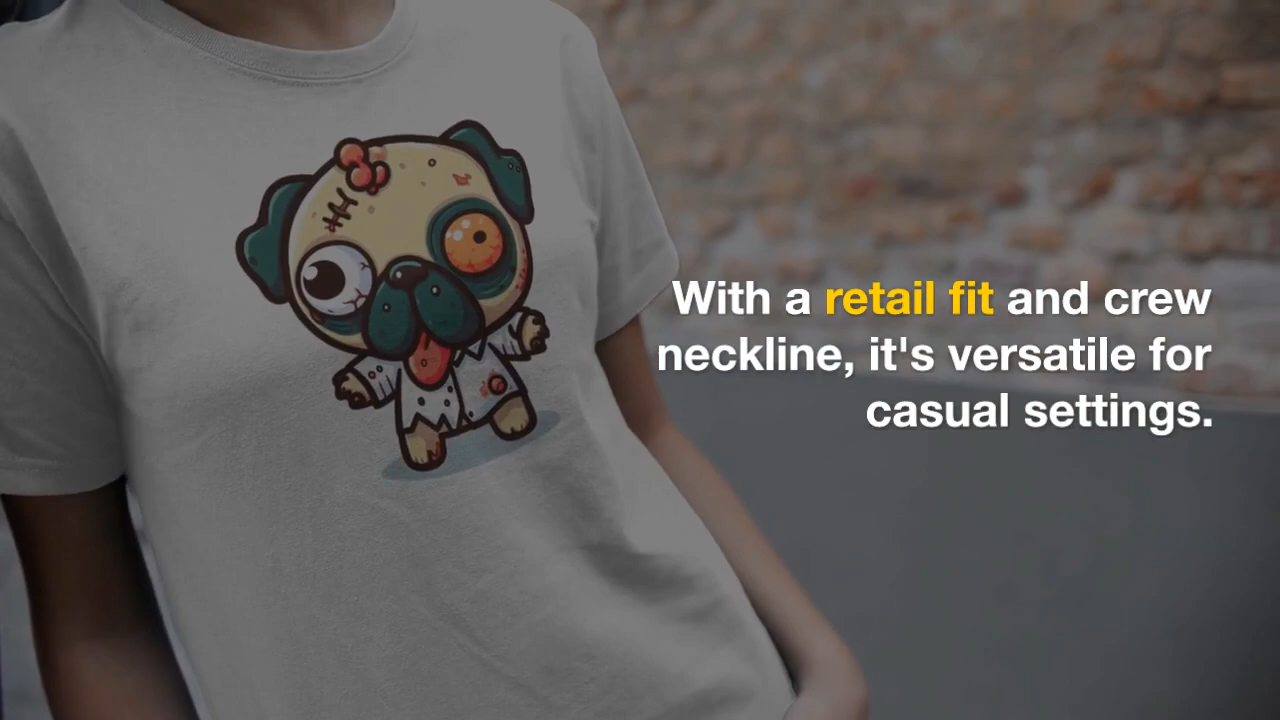 With a retail fit and crew
neckline, it's versatile for
casual settings.